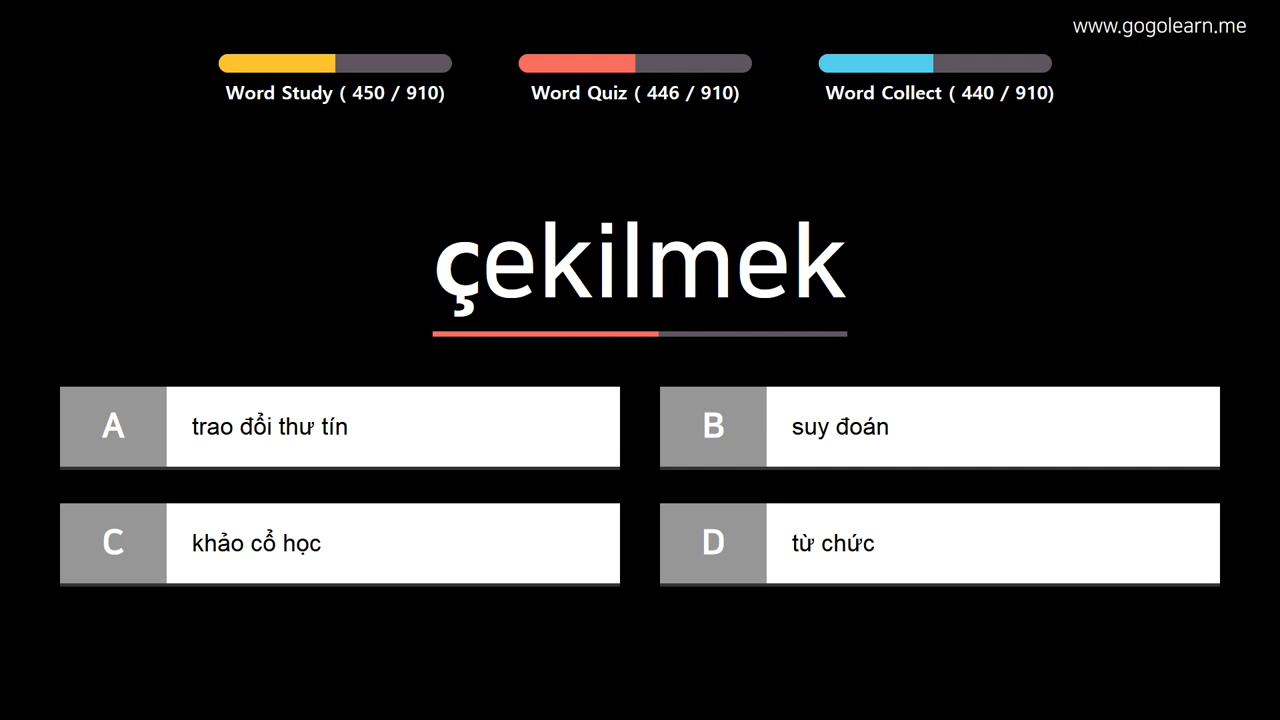 www.gogolearn.me
Word Study ( 450 / 910)
Word Quiz ( 446 / 910)
Word Collect ( 440 / 910)
çekilmek
A trao đổi thư tín
B suy đoán
C khảo cổ học
D từ chức